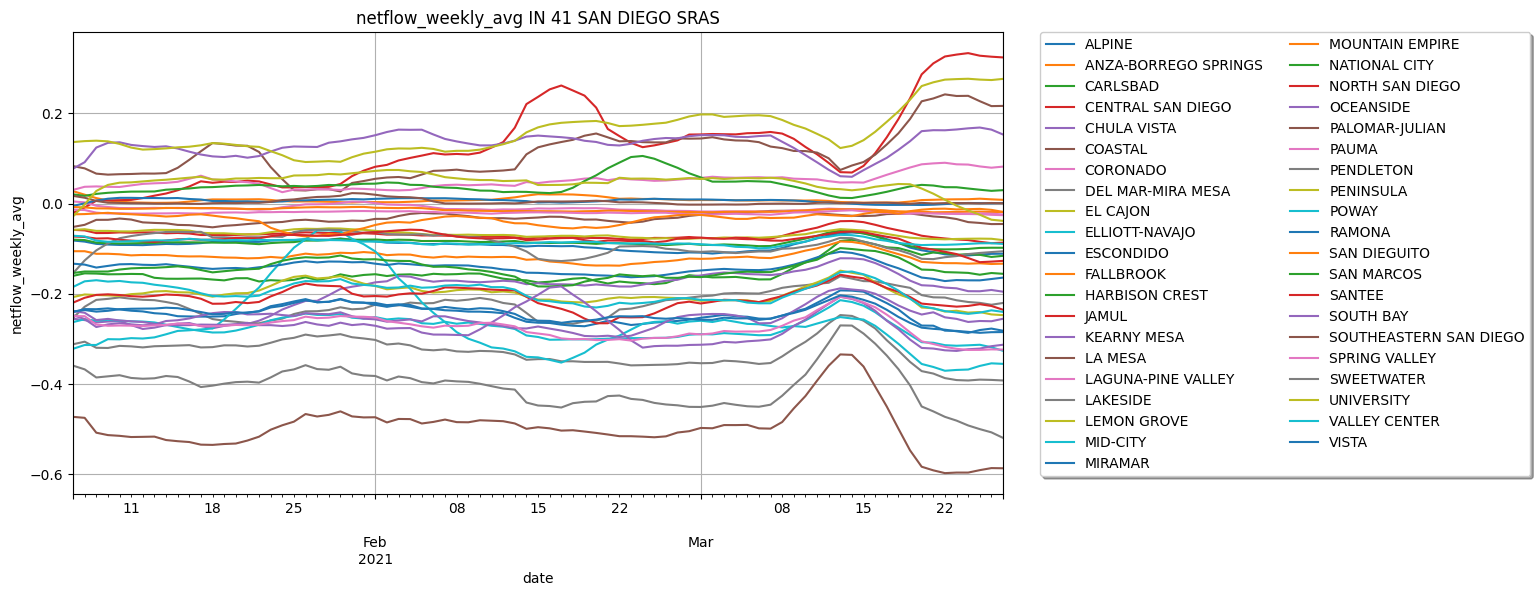 netflow_weekly_avg IN 41 SAN DIEGO SRAS
netflow_weekly_avg
0.2
0.0
−0.2
−0.4
−0.6
11
18
25
08
15
22
08
15
22
Feb
2021
Mar
date
ALPINE
ANZA-BORREGO SPRINGS
CARLSBAD
CENTRAL SAN DIEGO
CHULA VISTA
COASTAL
CORONADO
DEL MAR-MIRA MESA
EL CAJON
ELLIOTT-NAVAJO
ESCONDIDO
FALLBROOK
HARBISON CREST
JAMUL
KEARNY MESA
LA MESA
LAGUNA-PINE VALLEY
LAKESIDE
LEMON GROVE
MID-CITY
MIRAMAR
MOUNTAIN EMPIRE
NATIONAL CITY
NORTH SAN DIEGO
OCEANSIDE
PALOMAR-JULIAN
PAUMA
PENDLETON
PENINSULA
POWAY
RAMONA
SAN DIEGUITO
SAN MARCOS
SANTEE
SOUTH BAY
SOUTHEASTERN SAN DIEGO
SPRING VALLEY
SWEETWATER
UNIVERSITY
VALLEY CENTER
VISTA